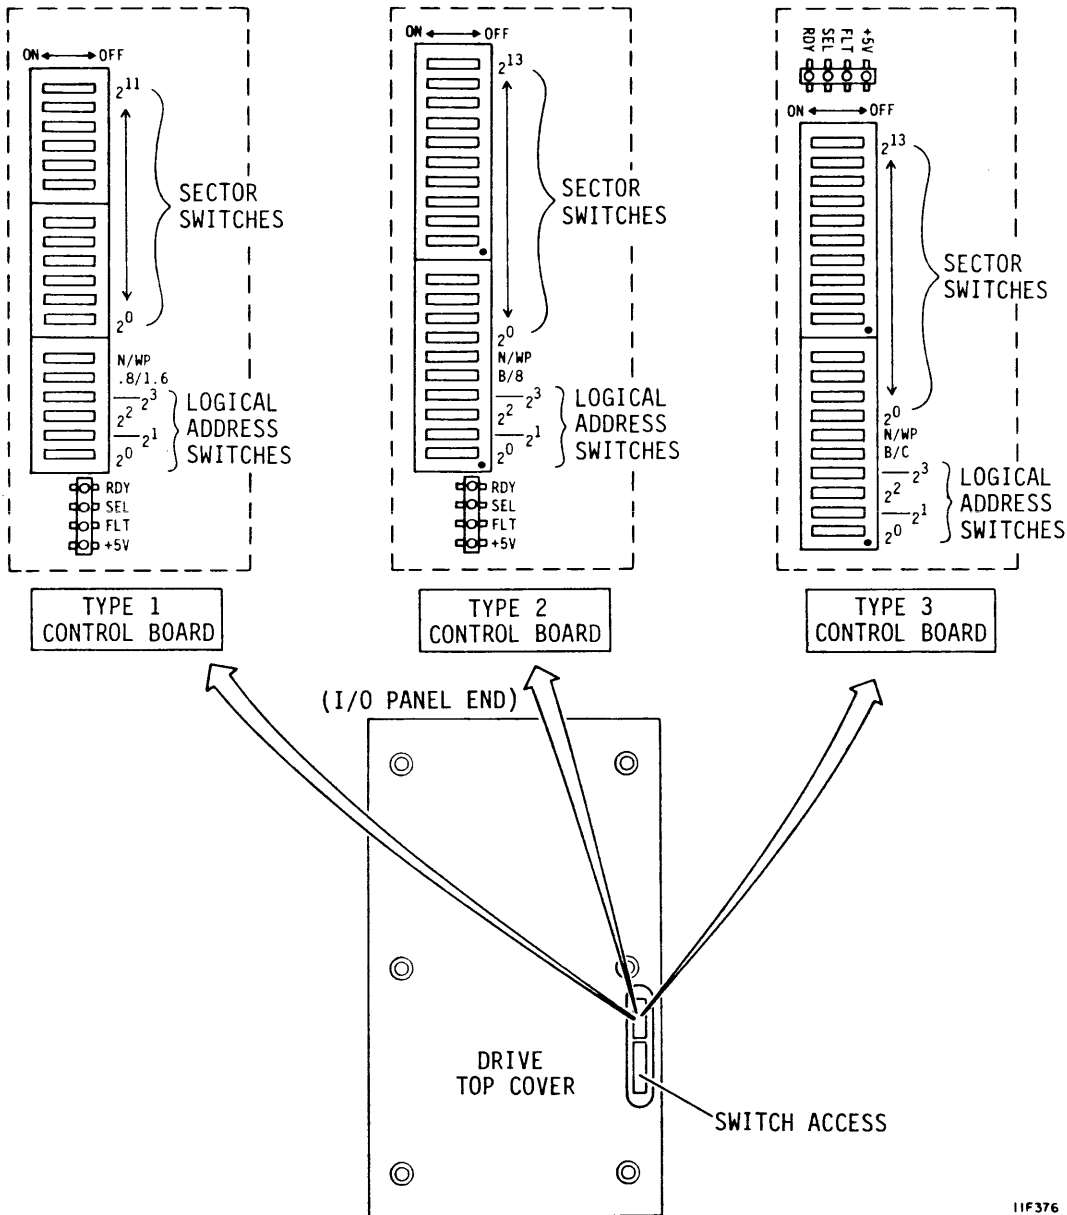 ON OFF
2^11
SECTOR
SWITCHES
2^0
N/WP
.8/1.6
2^3
2^2
2^1
2^0
LOGICAL
ADDRESS
SWITCHES
RDY
SEL
FLT
+5V
TYPE 1
CONTROL BOARD
ON OFF
2^13
SECTOR
SWITCHES
2^0
N/WP
B/8
2^3
2^2
2^1
2^0
LOGICAL
ADDRESS
SWITCHES
RDY
SEL
FLT
+5V
TYPE 2
CONTROL BOARD
RDY
SEL
FLT
+5V
ON OFF
2^13
SECTOR
SWITCHES
2^0
N/WP
B/C
2^3
2^2
2^1
2^0
LOGICAL
ADDRESS
SWITCHES
TYPE 3
CONTROL BOARD
(I/O PANEL END)
DRIVE
TOP COVER
SWITCH ACCESS
11F376